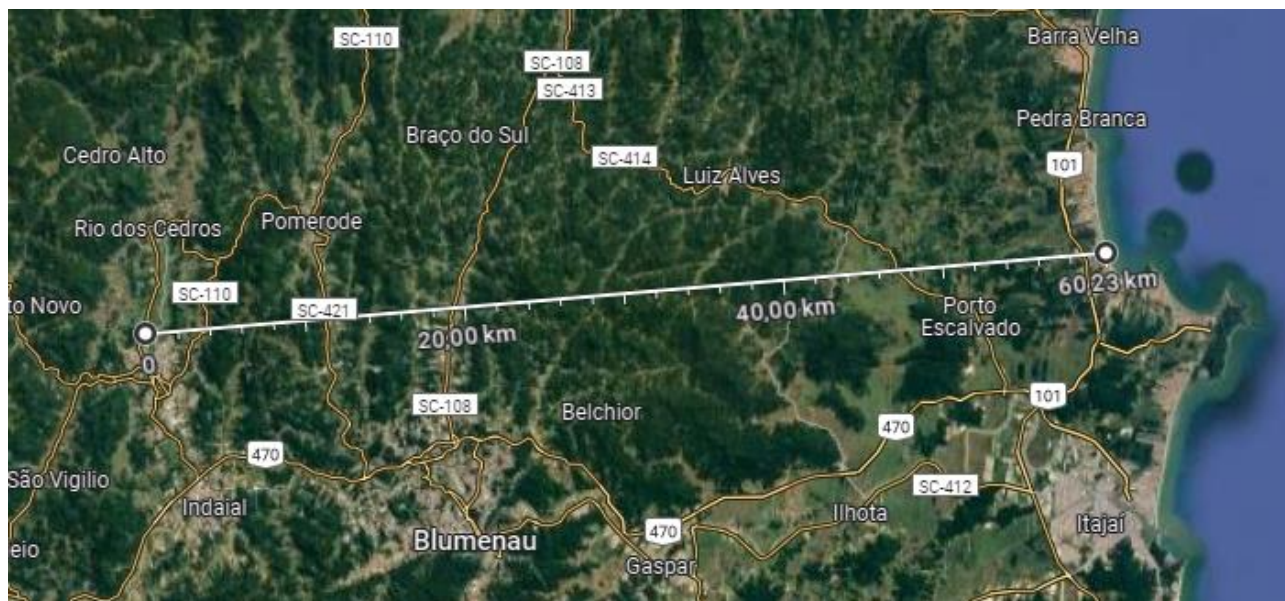 SC-110
Barra Velha
SC-108
SC-413
Pedra Branca
Braço do Sul
Cedro Alto
SC-414
101
Luiz Alves
Rio dos Cedros
Pomerode
60,23 km
SC-110
to Novo
SC-421
40,00 km
Porto
Escalvado
20,00 km
0
101
SC-108
Belchior
470
470
São Vigilio
SC-412
Indaial
Ilhota
Itajaí
470
Blumenau
eio
Gaspar